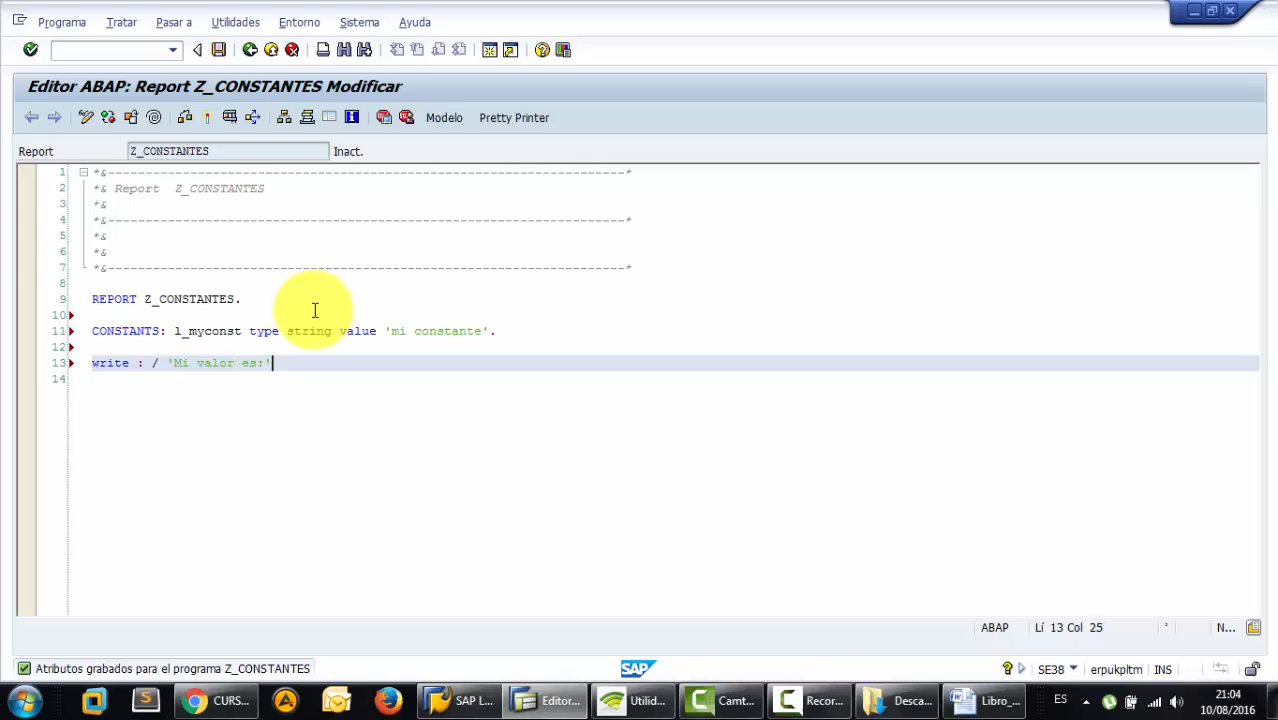 Programa Tratar Pasar a Utilidades Entorno Sistema Ayuda
Editor ABAP: Report Z_CONSTANTES Modificar
Modelo Pretty Printer
Report Z_CONSTANTES Inact.
1 *&---------------------------------------------------------------------*
2 *& Report  Z_CONSTANTES
3 *&
4 *&---------------------------------------------------------------------*
5 *&
6 *&
7 *&---------------------------------------------------------------------*
8
9 REPORT Z_CONSTANTES.
10
11 CONSTANTS: l_myconst type string value 'mi constante'.
12
13 write : / 'Mi valor es:'
14
ABAP Lí 13 Col 25 N...
Atributos grabados para el programa Z_CONSTANTES SAP SE38 erpukpltm INS
CURS... SAP L... Editor... Utilid... Camt... Recor... Desca... Libro_... ES 21:04
10/08/2016